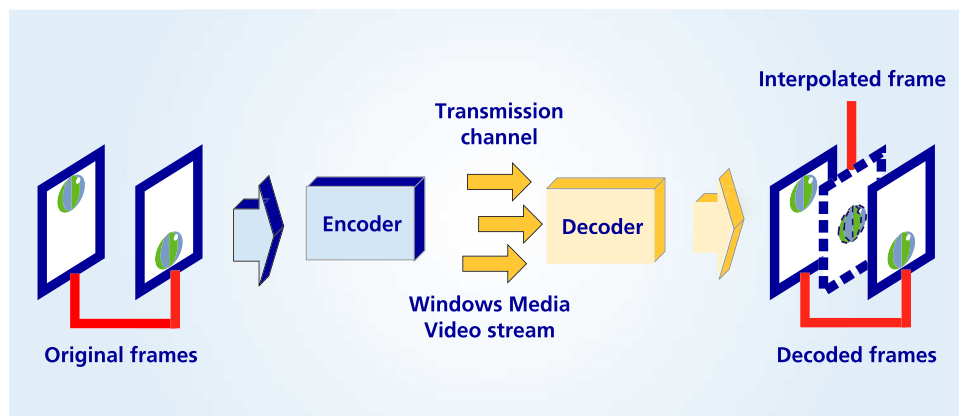 Interpolated frame
Transmission
channel
Encoder
Decoder
Windows Media
Video stream
Original frames
Decoded frames